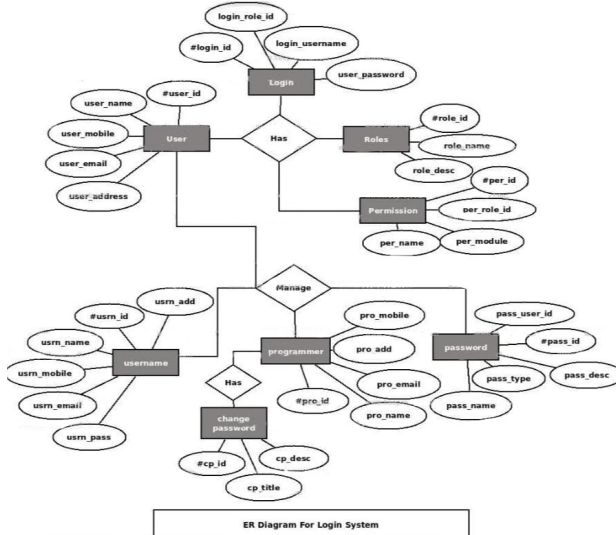 login_role_id
#login_id
login_username
Login
user_password
#user_id
user_name
user_mobile
User
user_email
user_address
Has
#role_id
Roles
role_name
role_desc
#per_id
Permission
per_role_id
per_name
per_module
Manage
usrn_add
#usrn_id
usrn_name
username
usrn_mobile
usrn_email
usrn_pass
pro_mobile
programmer
pro_add
pro_email
#pro_id
pro_name
pass_user_id
password
#pass_id
pass_type
pass_desc
pass_name
Has
change
password
#cp_id
cp_desc
cp_title
ER Diagram For Login System